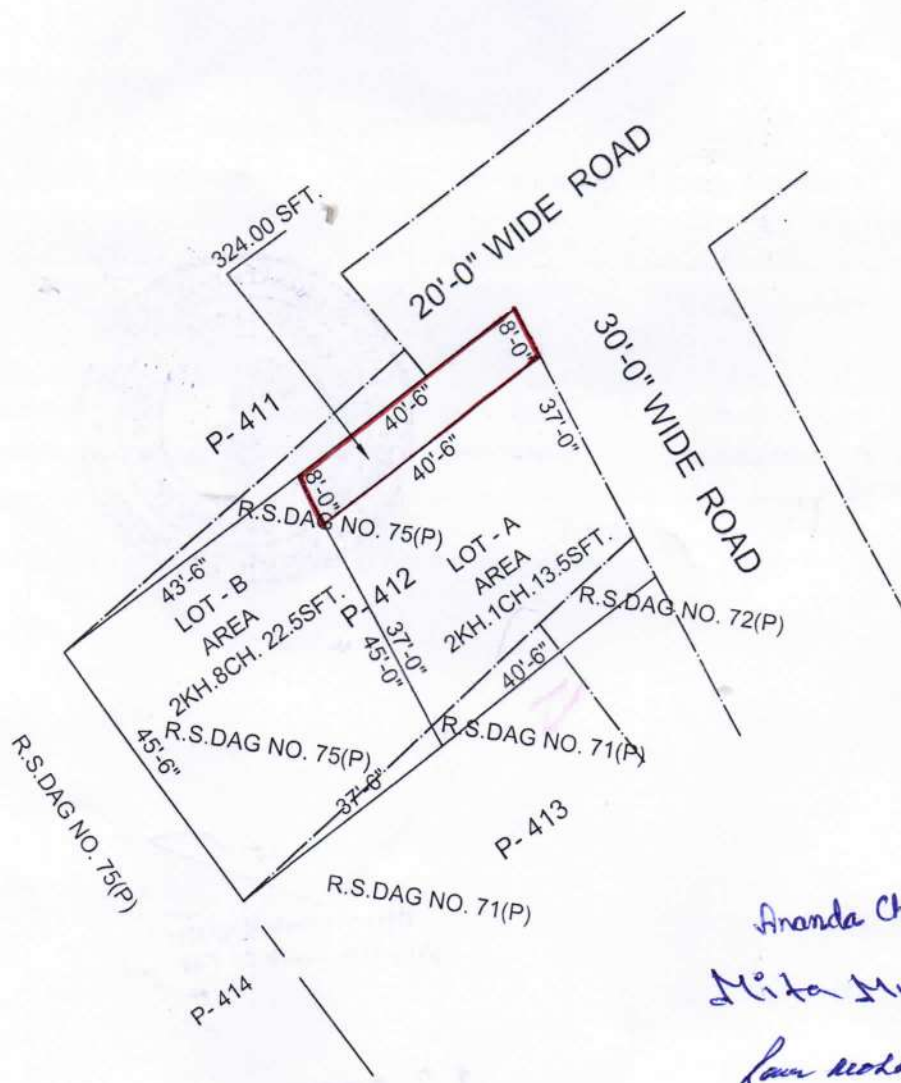 324.00 SFT.
20'-0" WIDE ROAD
30'-0" WIDE ROAD
P- 411
40'-6"
8'-0"
8'-0"
40'-6"
37'-0"
R.S.DAG NO. 75(P)
43'-6"
LOT - B
AREA
2KH.8CH. 22.5SFT.
P- 412
LOT - A
AREA
2KH.1CH.13.5SFT.
37'-0"
45'-0"
R.S.DAG NO. 72(P)
40'-6"
R.S.DAG NO. 75(P)
R.S.DAG NO. 71(P)
45'-6"
37'-6"
R.S.DAG NO. 75(P)
P- 413
R.S.DAG NO. 71(P)
P- 414
Ananda
Mita